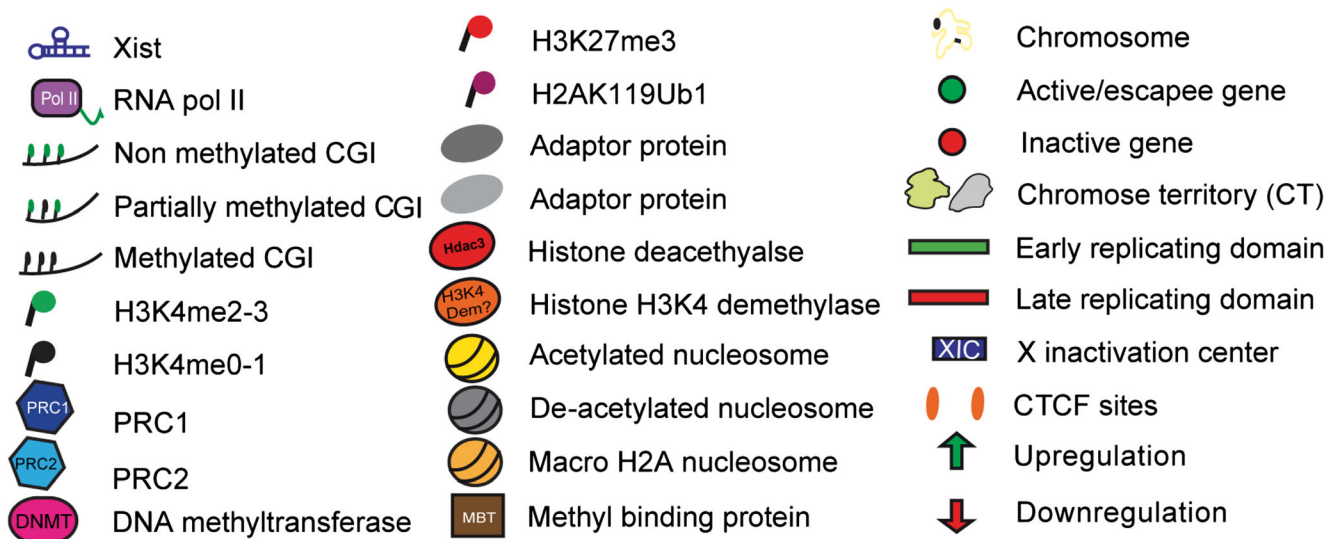 Xist
Pol II RNA pol II
Non methylated CGI
Partially methylated CGI
Methylated CGI
H3K4me2-3
H3K4me0-1
PRC1 PRC1
PRC2 PRC2
DNMT DNA methyltransferase
H3K27me3
H2AK119Ub1
Adaptor protein
Adaptor protein
Hdac3 Histone deacethyalse
H3K4
Dem? Histone H3K4 demethylase
Acetylated nucleosome
De-acetylated nucleosome
Macro H2A nucleosome
MBT Methyl binding protein
Chromosome
Active/escapee gene
Inactive gene
Chromose territory (CT)
Early replicating domain
Late replicating domain
XIC X inactivation center
CTCF sites
Upregulation
Downregulation